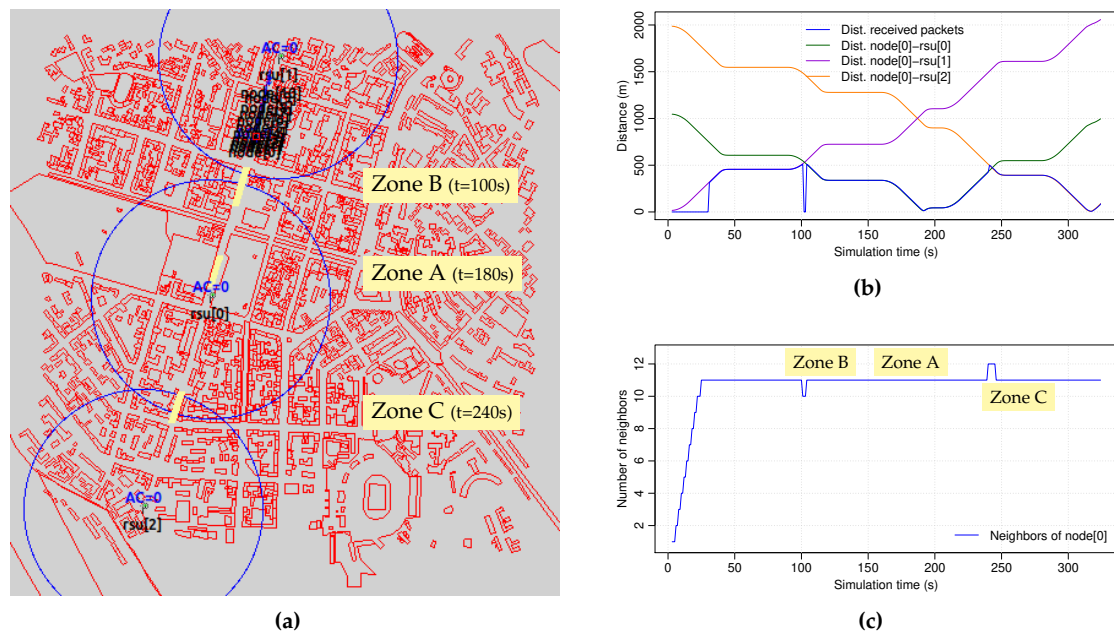 AC=0
rsu[1]
Zone B (t=100s)
Zone A (t=180s)
AC=0
rsu[0]
Zone C (t=240s)
AC=0
rsu[2]
(a)
Dist. received packets
Dist. node[0]−rsu[0]
Dist. node[0]−rsu[1]
Dist. node[0]−rsu[2]
Distance (m)
2000
1500
1000
500
0
0 50 100 150 200 250 300
Simulation time (s)
(b)
Number of neighbors
12
10
8
6
4
2
Zone B
Zone A
Zone C
Neighbors of node[0]
0 50 100 150 200 250 300
Simulation time (s)
(c)